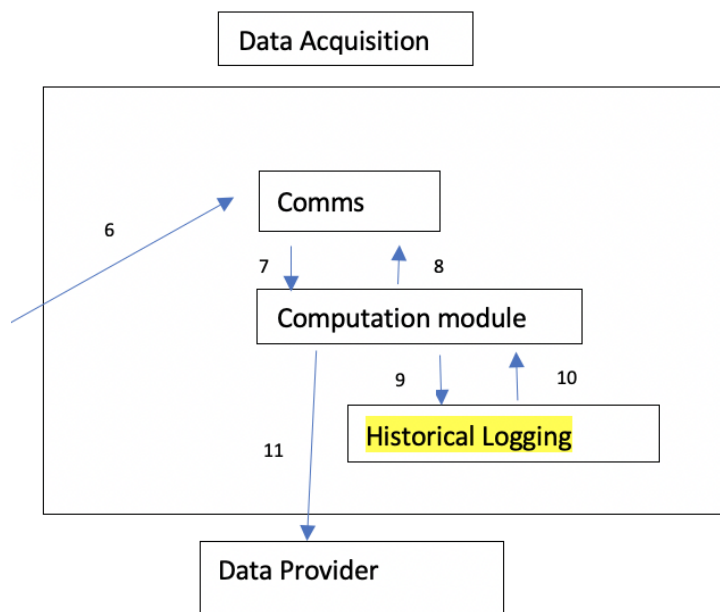 Data Acquisition
Comms
6
7
8
Computation module
9
10
Historical Logging
11
Data Provider